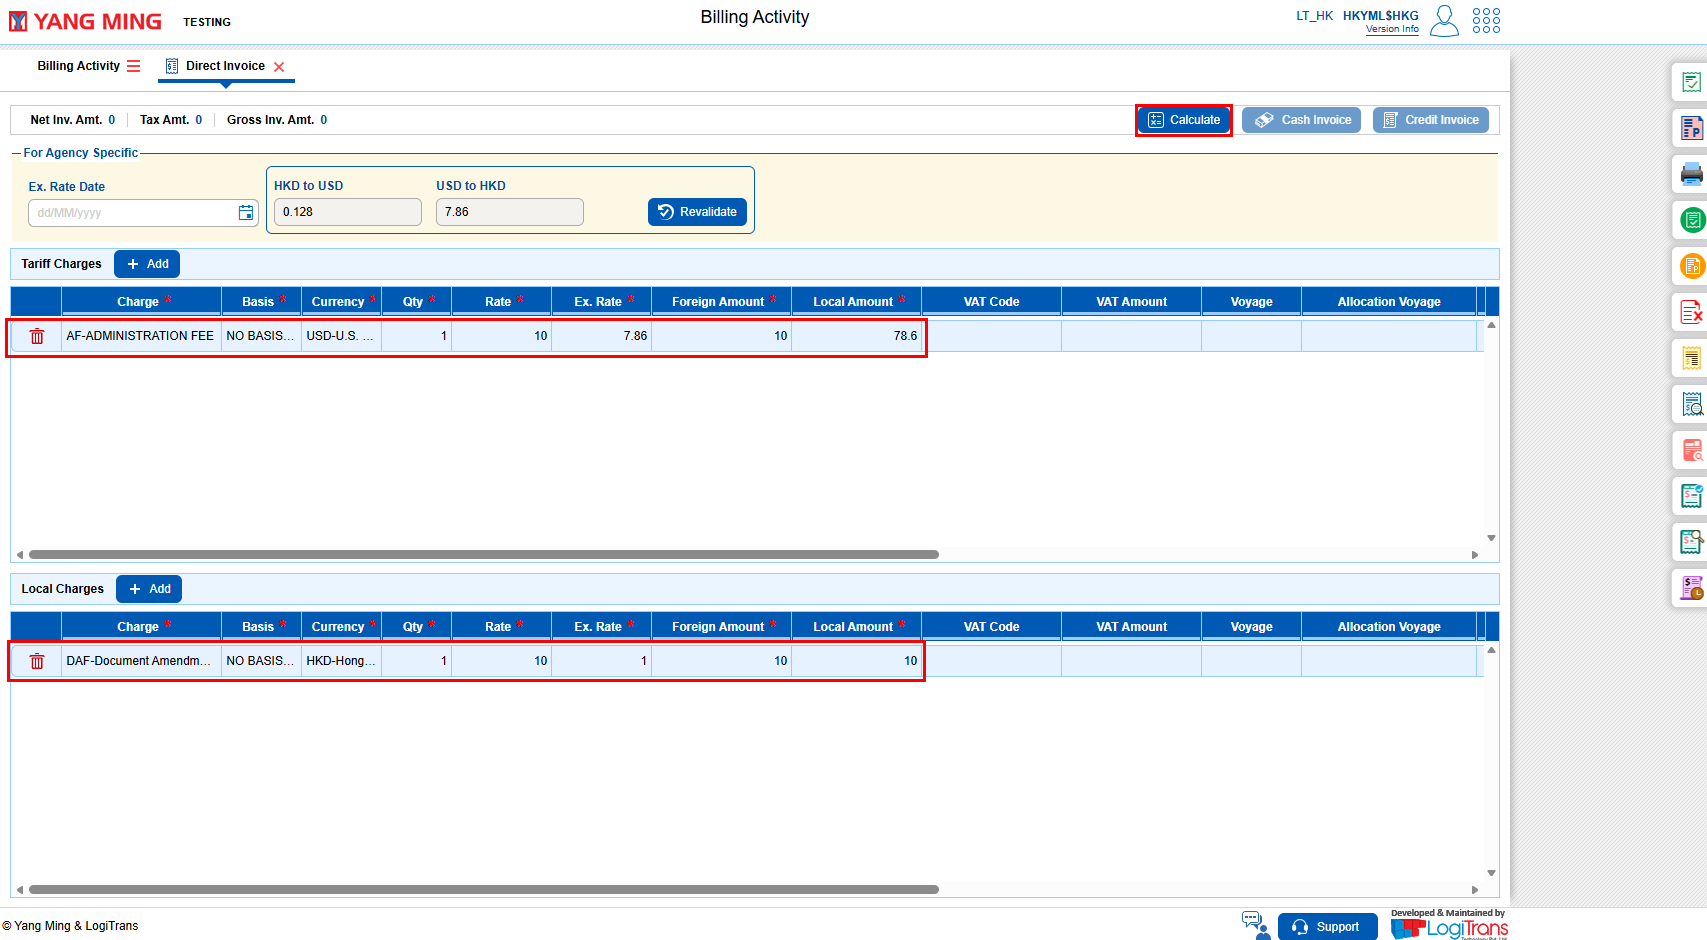 YANG MING TESTING Billing Activity LT_HK HKYML$HKG
Version Info
Billing Activity Direct Invoice
Net Inv. Amt. 0 Tax Amt. 0 Gross Inv. Amt. 0 Calculate Cash Invoice Credit Invoice
For Agency Specific
Ex. Rate Date HKD to USD USD to HKD
dd/MM/yyyy 0.128 7.86 Revalidate
Tariff Charges + Add
Charge * Basis * Currency * Qty * Rate * Ex. Rate * Foreign Amount * Local Amount * VAT Code VAT Amount Voyage Allocation Voyage
AF-ADMINISTRATION FEE NO BASIS... USD-U.S. ... 1 10 7.86 10 78.6
Local Charges + Add
Charge * Basis * Currency * Qty * Rate * Ex. Rate * Foreign Amount * Local Amount * VAT Code VAT Amount Voyage Allocation Voyage
DAF-Document Amendm... NO BASIS... HKD-Hong... 1 10 1 10 10
© Yang Ming & LogiTrans Support
Developed & Maintained by
LogiTrans